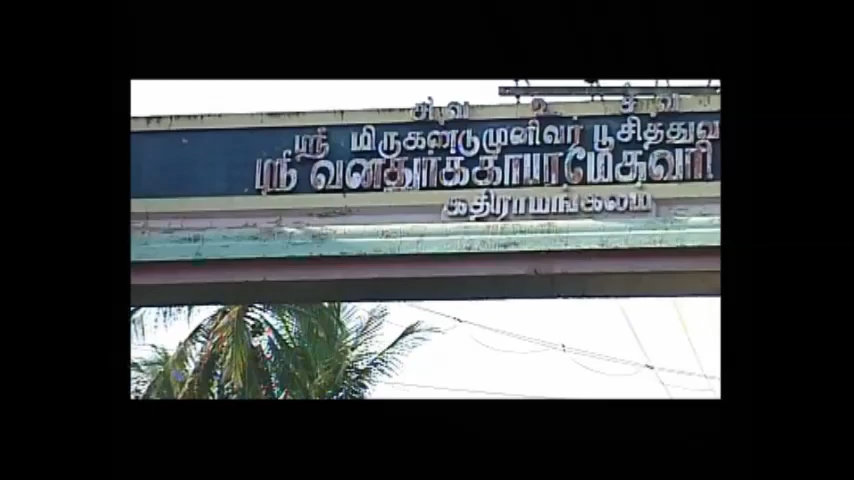 சிவ உ சிவ
ஸ்ரீ மிருகண்டுமுனிவர் பூசித்துவ
ஸ்ரீ வனதுர்க்காபரமேசுவரி
கதிராமங்கலம்